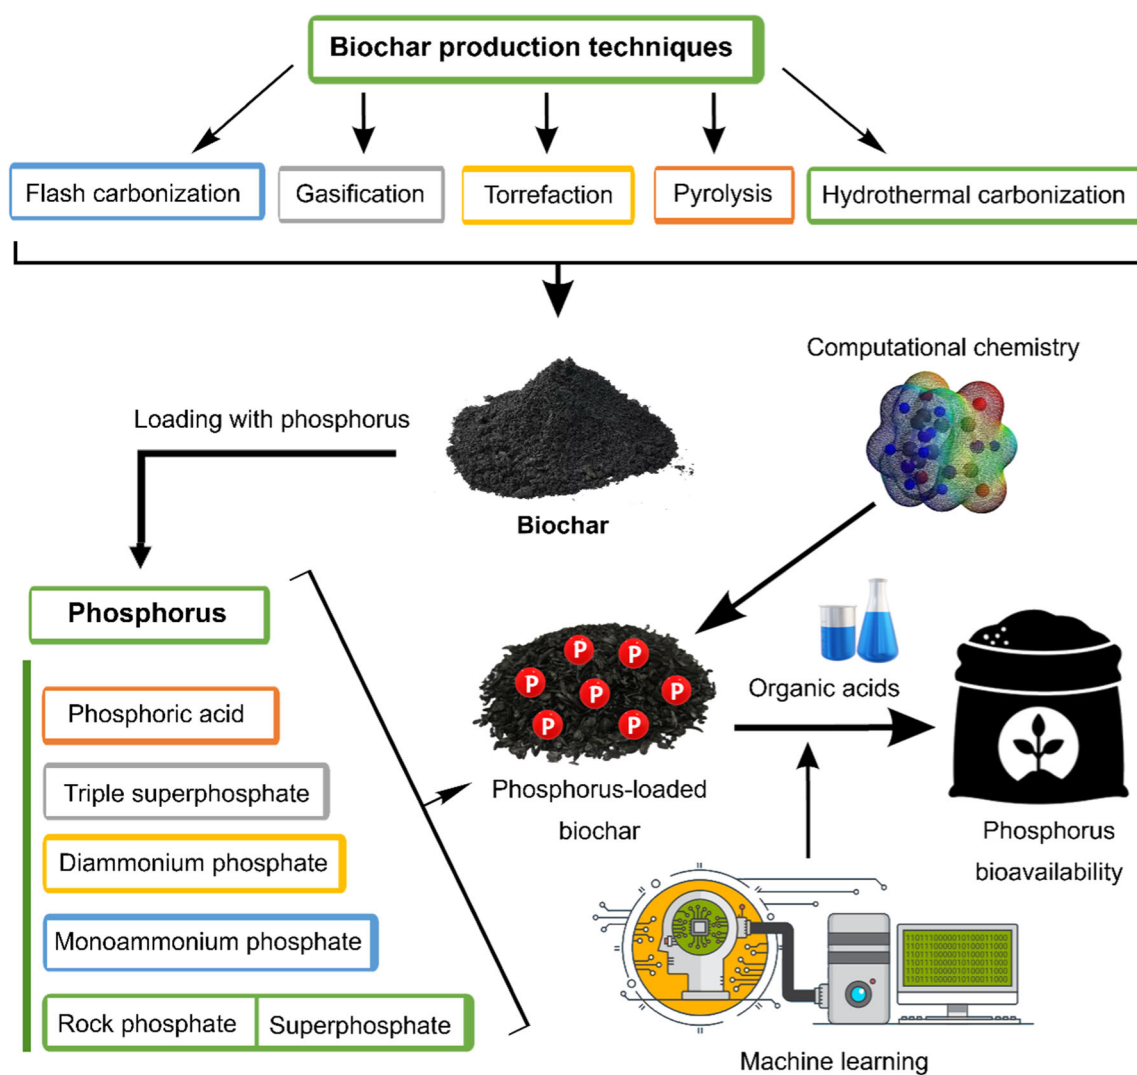 Biochar production techniques
Flash carbonization
Gasification
Torrefaction
Pyrolysis
Hydrothermal carbonization
Computational chemistry
Loading with phosphorus
Biochar
Phosphorus
Phosphoric acid
Triple superphosphate
Diammonium phosphate
Monoammonium phosphate
Rock phosphate
Superphosphate
P
P
P
P
P
P
P
Phosphorus-loaded
biochar
Organic acids
Phosphorus
bioavailability
Machine learning